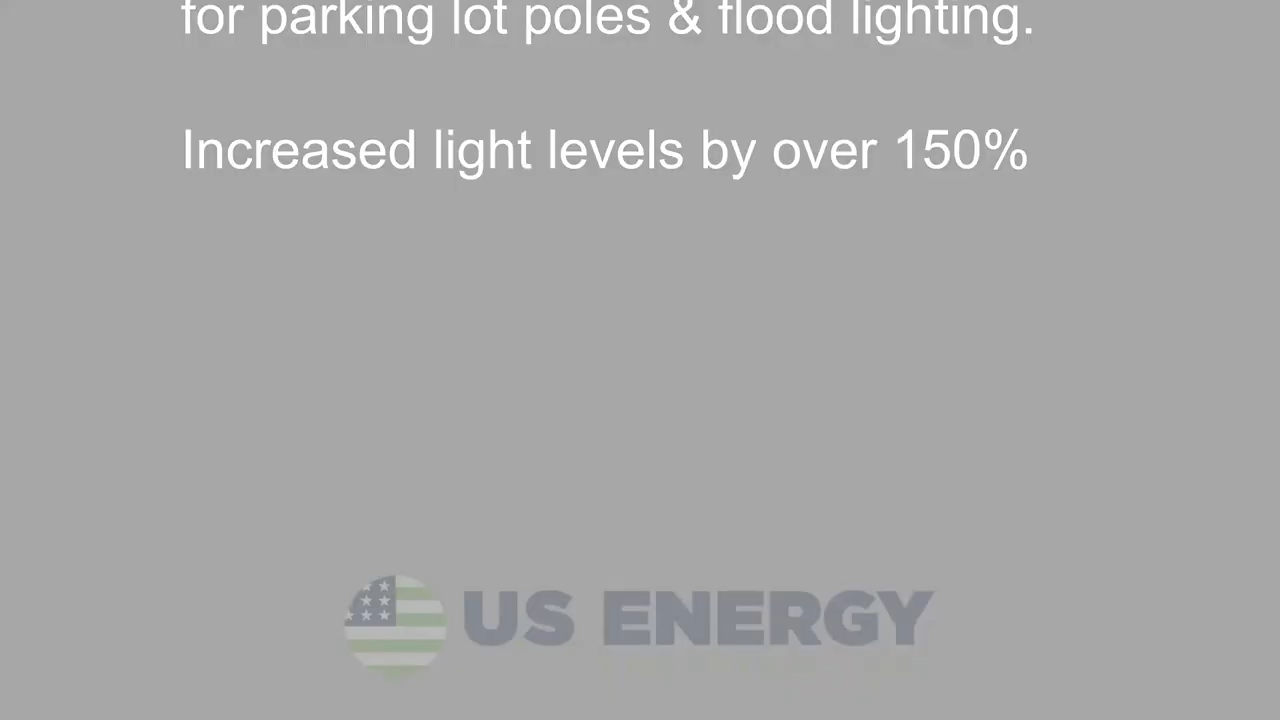 for parking lot poles & flood lighting.
Increased light levels by over 150%
US ENERGY